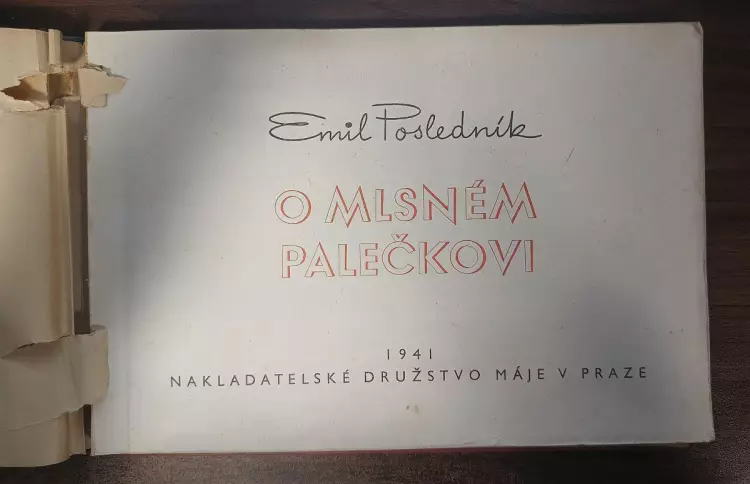 Emil Posledník
O MLSNÉM
PALEČKOVI
1941
NAKLADATELSKÉ DRUŽSTVO MÁJE V PRAZE